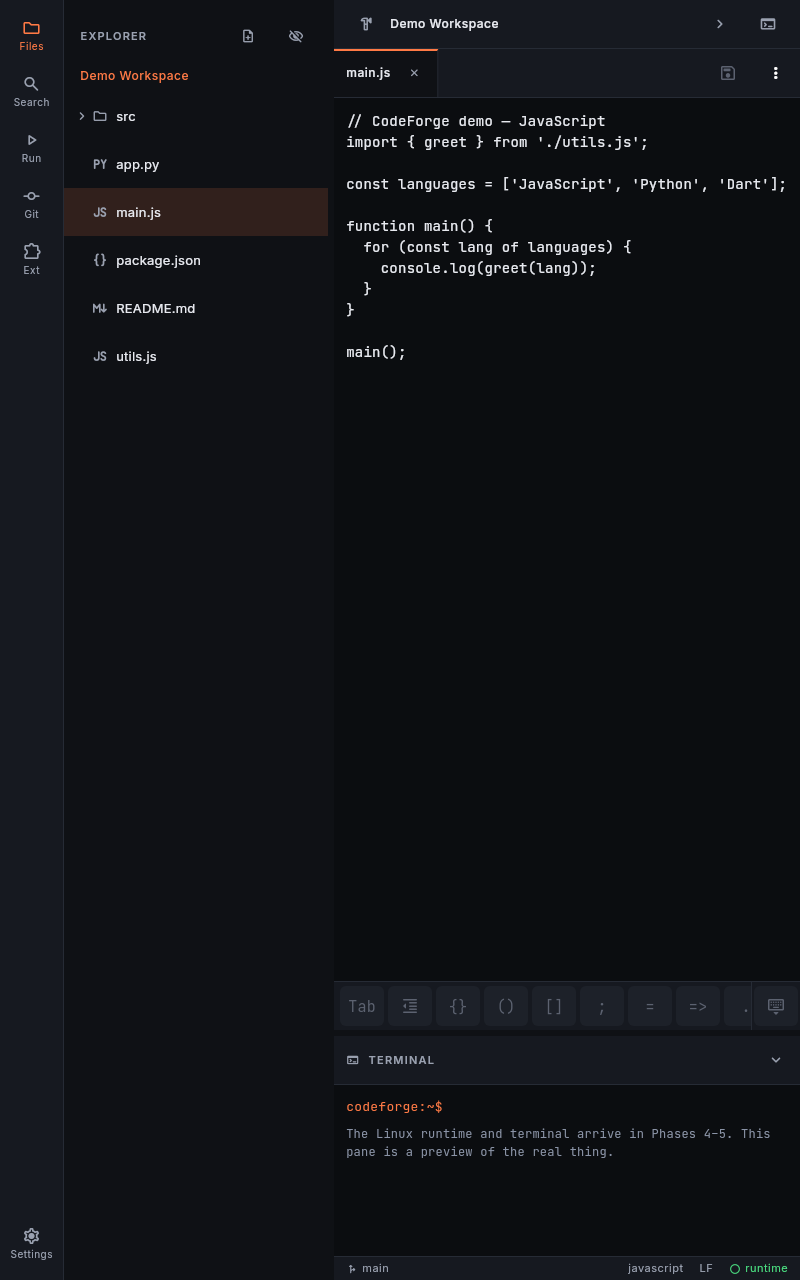 Files
Search
Run
Git
Ext
Settings
EXPLORER
Demo Workspace
src
PY app.py
JS main.js
{} package.json
M↓ README.md
JS utils.js
Demo Workspace
main.js ×
// CodeForge demo — JavaScript
import { greet } from './utils.js';
const languages = ['JavaScript', 'Python', 'Dart'];
function main() {
  for (const lang of languages) {
    console.log(greet(lang));
  }
}
main();
Tab {} () [] ; = => .
TERMINAL
codeforge:~$
The Linux runtime and terminal arrive in Phases 4–5. This
pane is a preview of the real thing.
main javascript LF runtime